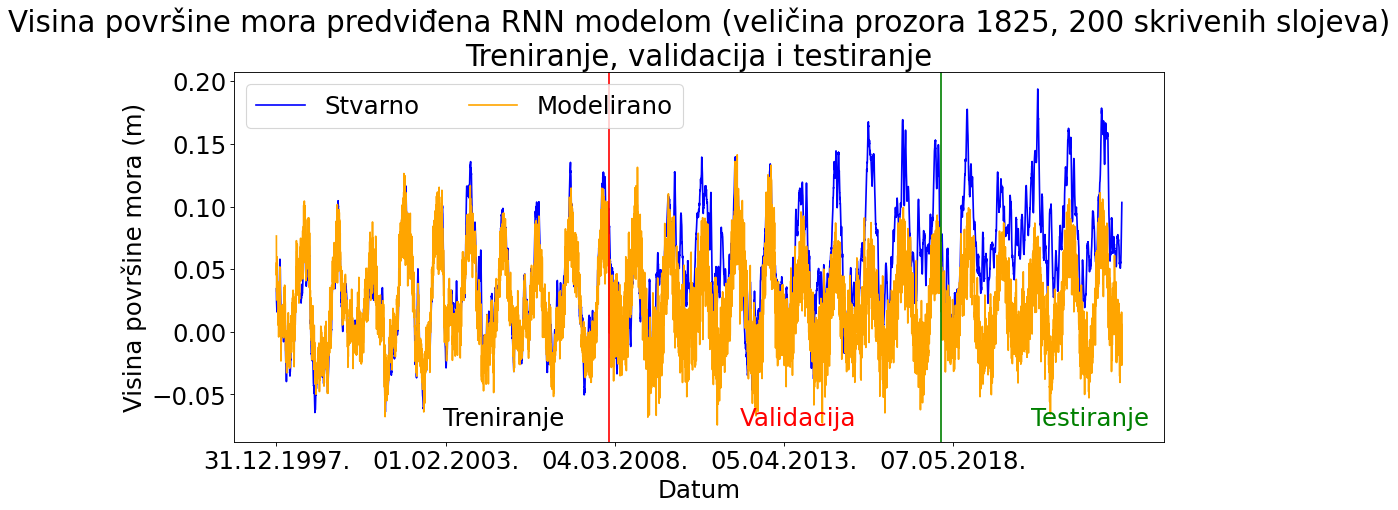 Visina površine mora predviđena RNN modelom (veličina prozora 1825, 200 skrivenih slojeva)
Treniranje, validacija i testiranje
Stvarno
Modelirano
Visina površine mora (m)
0.20
0.15
0.10
0.05
0.00
−0.05
Treniranje
Validacija
Testiranje
31.12.1997.
01.02.2003.
04.03.2008.
05.04.2013.
07.05.2018.
Datum